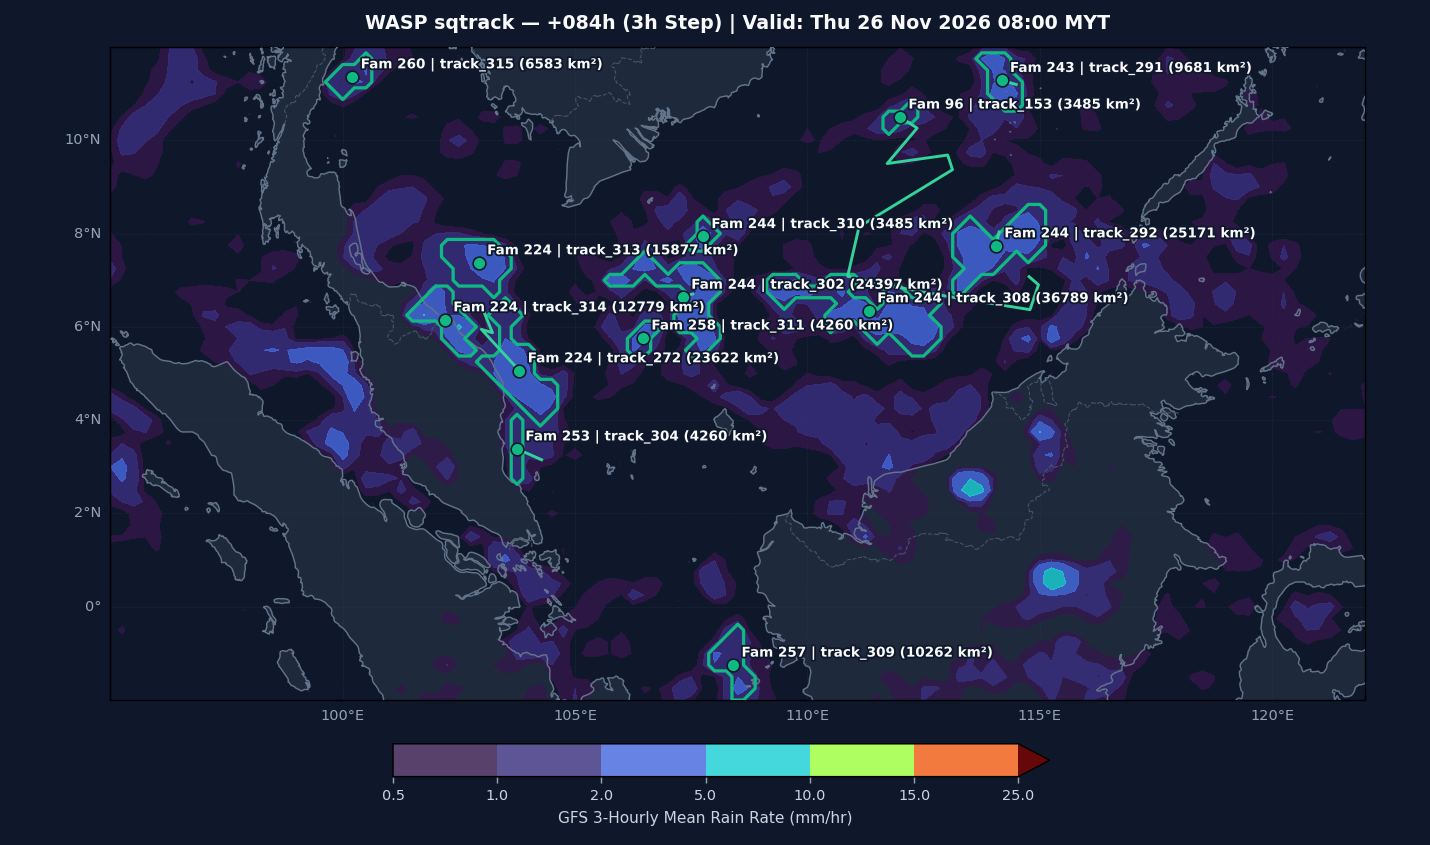 WASP sqtrack — +084h (3h Step) | Valid: Thu 26 Nov 2026 08:00 MYT
Fam 260 | track_315 (6583 km²)
Fam 243 | track_291 (9681 km²)
Fam 96 | track_153 (3485 km²)
10°N
Fam 244 | track_310 (3485 km²)
8°N
Fam 244 | track_292 (25171 km²)
Fam 224 | track_313 (15877 km²)
Fam 244 | track_302 (24397 km²)
Fam 244 | track_308 (36789 km²)
Fam 224 | track_314 (12779 km²)
6°N
Fam 258 | track_311 (4260 km²)
Fam 224 | track_272 (23622 km²)
4°N
Fam 253 | track_304 (4260 km²)
2°N
0°
Fam 257 | track_309 (10262 km²)
100°E 105°E 110°E 115°E 120°E
0.5 1.0 2.0 5.0 10.0 15.0 25.0
GFS 3-Hourly Mean Rain Rate (mm/hr)